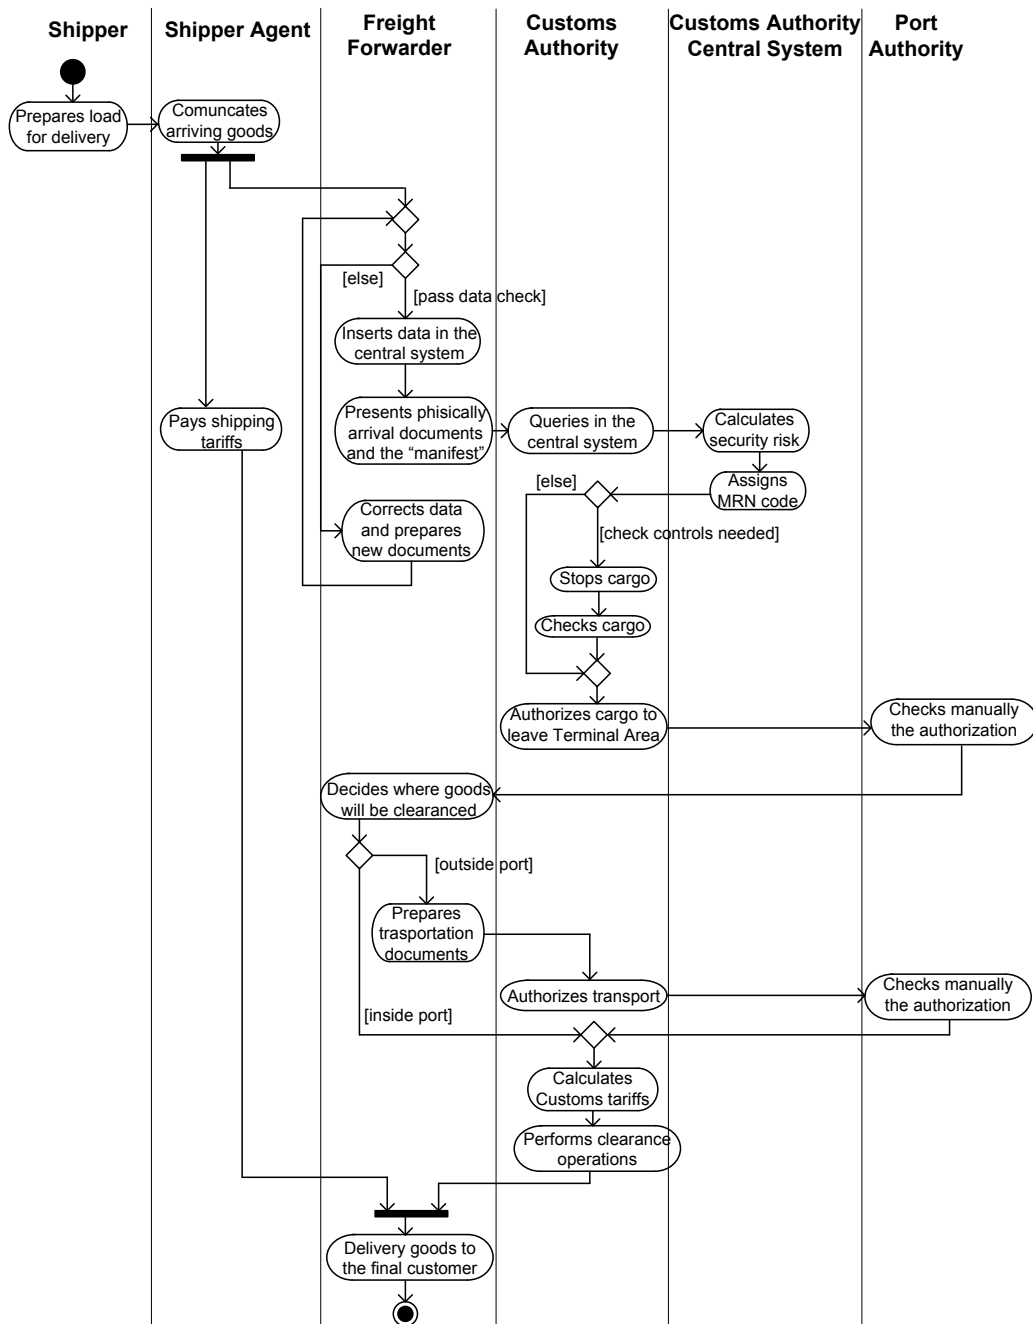 Shipper
Shipper Agent
Freight
Forwarder
Customs
Authority
Customs Authority
Central System
Port
Authority
Prepares load
for delivery
Comuncates
arriving goods
[else]
[pass data check]
Inserts data in the
central system
Pays shipping
tariffs
Presents phisically
arrival documents
and the “manifest”
Queries in the
central system
Calculates
security risk
Assigns
MRN code
[else]
Corrects data
and prepares
new documents
[check controls needed]
Stops cargo
Checks cargo
Authorizes cargo to
leave Terminal Area
Checks manually
the authorization
Decides where goods
will be clearanced
[outside port]
Prepares
trasportation
documents
Authorizes transport
Checks manually
the authorization
[inside port]
Calculates
Customs tariffs
Performs clearance
operations
Delivery goods to
the final customer